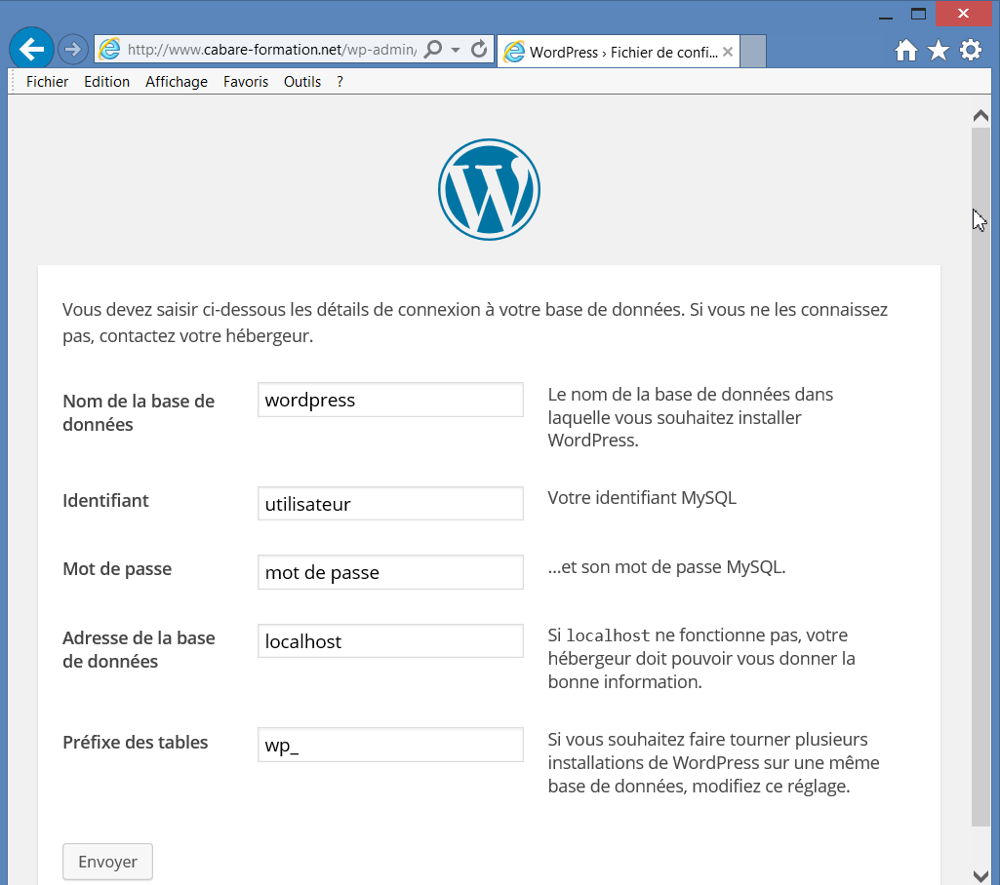 http://www.cabare-formation.net/wp-admin/
WordPress › Fichier de confi...
Fichier Edition Affichage Favoris Outils ?
Vous devez saisir ci-dessous les détails de connexion à votre base de données. Si vous ne les connaissez
pas, contactez votre hébergeur.
Nom de la base de
données
wordpress
Le nom de la base de données dans
laquelle vous souhaitez installer
WordPress.
Identifiant
utilisateur
Votre identifiant MySQL
Mot de passe
mot de passe
…et son mot de passe MySQL.
Adresse de la base
de données
localhost
Si localhost ne fonctionne pas, votre
hébergeur doit pouvoir vous donner la
bonne information.
Préfixe des tables
wp_
Si vous souhaitez faire tourner plusieurs
installations de WordPress sur une même
base de données, modifiez ce réglage.
Envoyer